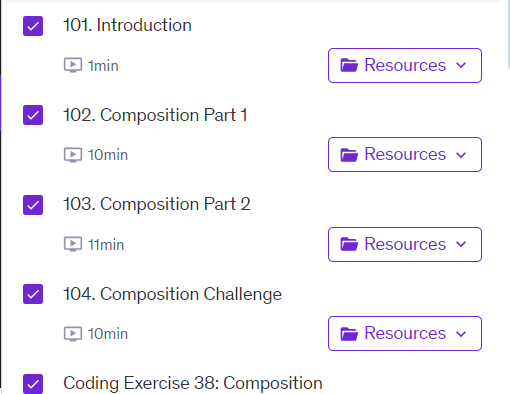 101. Introduction
1min
Resources
102. Composition Part 1
10min
Resources
103. Composition Part 2
11min
Resources
104. Composition Challenge
10min
Resources
Coding Exercise 38: Composition